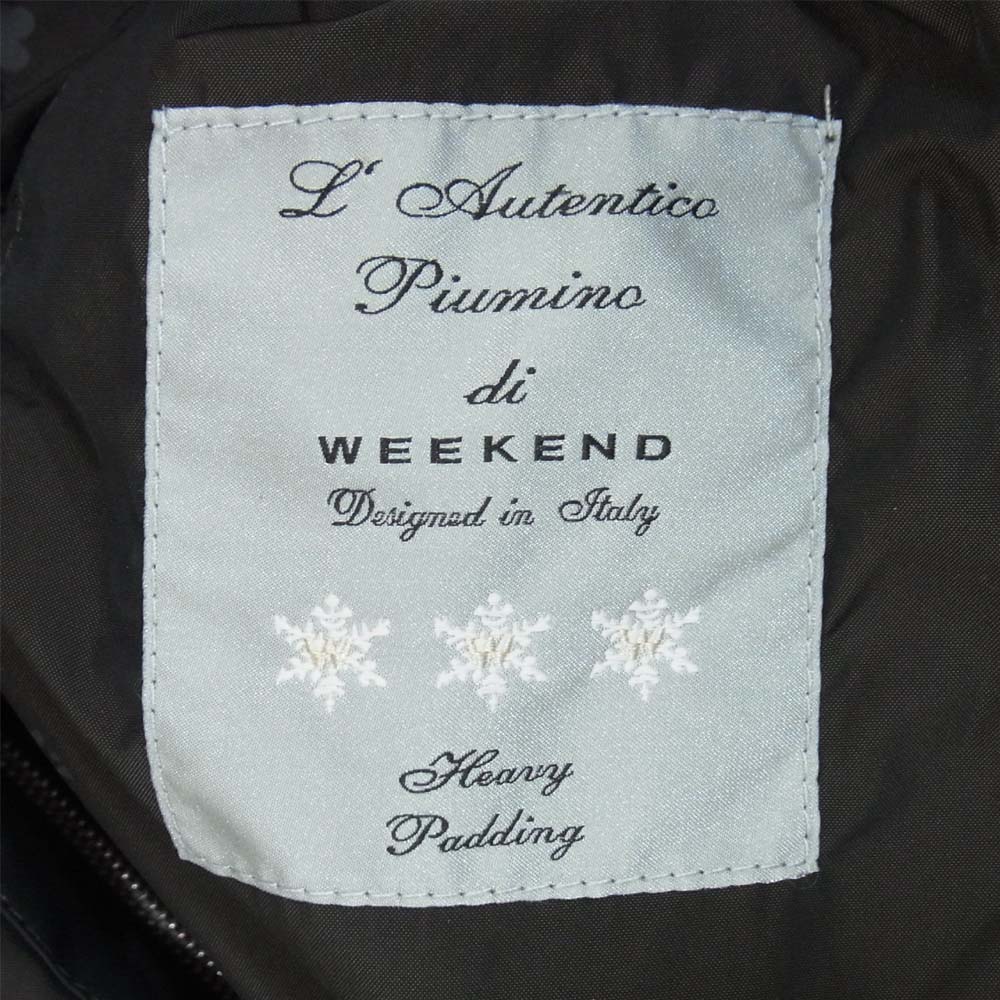 L' Autentico
Piumino
di
WEEKEND
Designed in Italy
W W W
Heavy
Padding